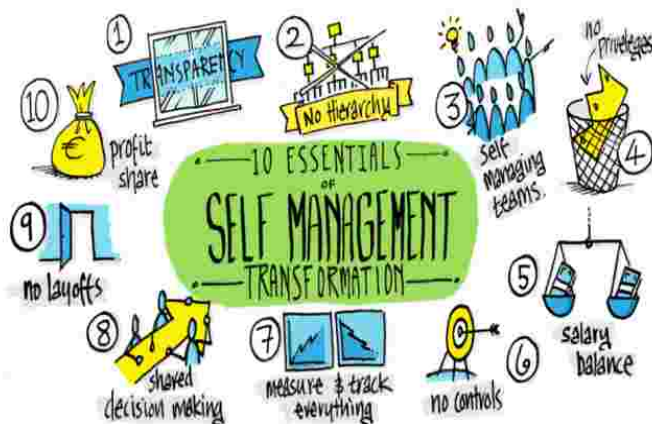 10 ESSENTIALS
OF
SELF MANAGEMENT
TRANSFORMATION
1
TRANSPARENCY
2
No Hierarchy
3
self
managing
teams.
no
priveleges
4
5
salary
balance
6
no controls
7
measure & track
everything
8
shared
decision making
9
no layoffs
10
€
profit
share